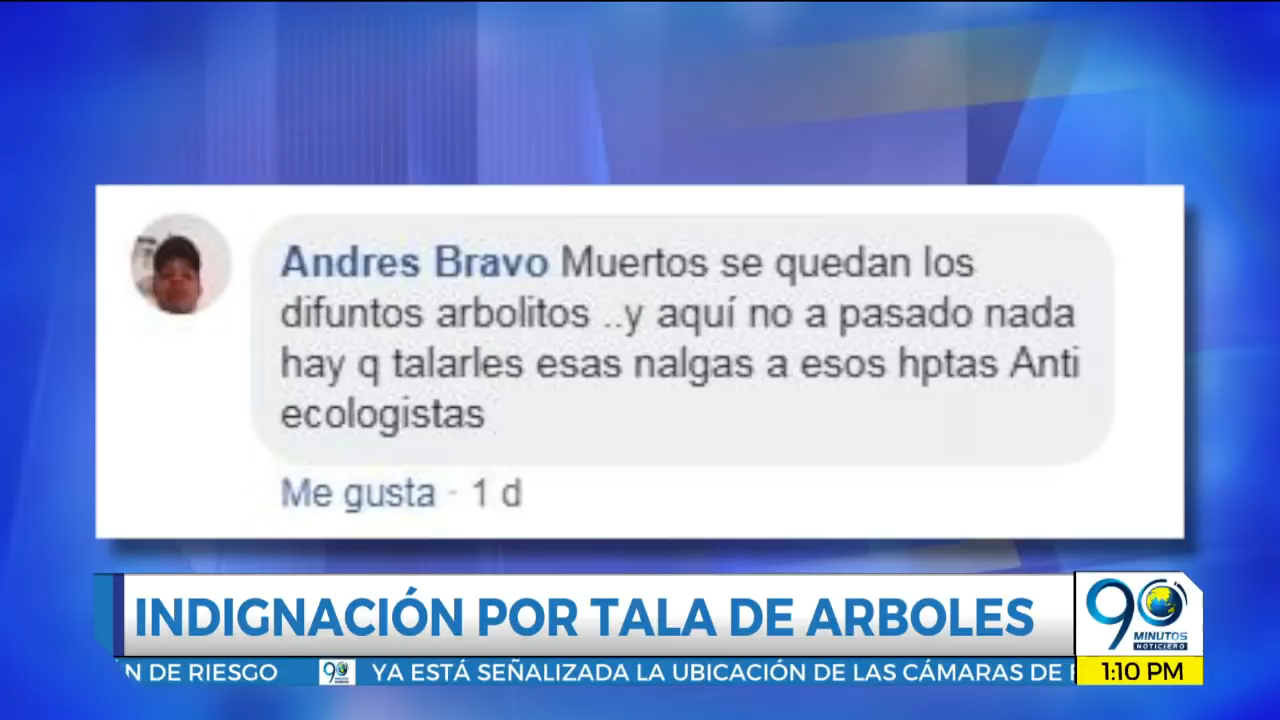 Andres Bravo Muertos se quedan los
difuntos arbolitos ..y aquí no a pasado nada
hay q talarles esas nalgas a esos hptas Anti
ecologistas
Me gusta · 1 d
INDIGNACIÓN POR TALA DE ARBOLES
90
MINUTOS
NOTICIERO
N DE RIESGO 90 YA ESTÁ SEÑALIZADA LA UBICACIÓN DE LAS CÁMARAS DE
1:10 PM